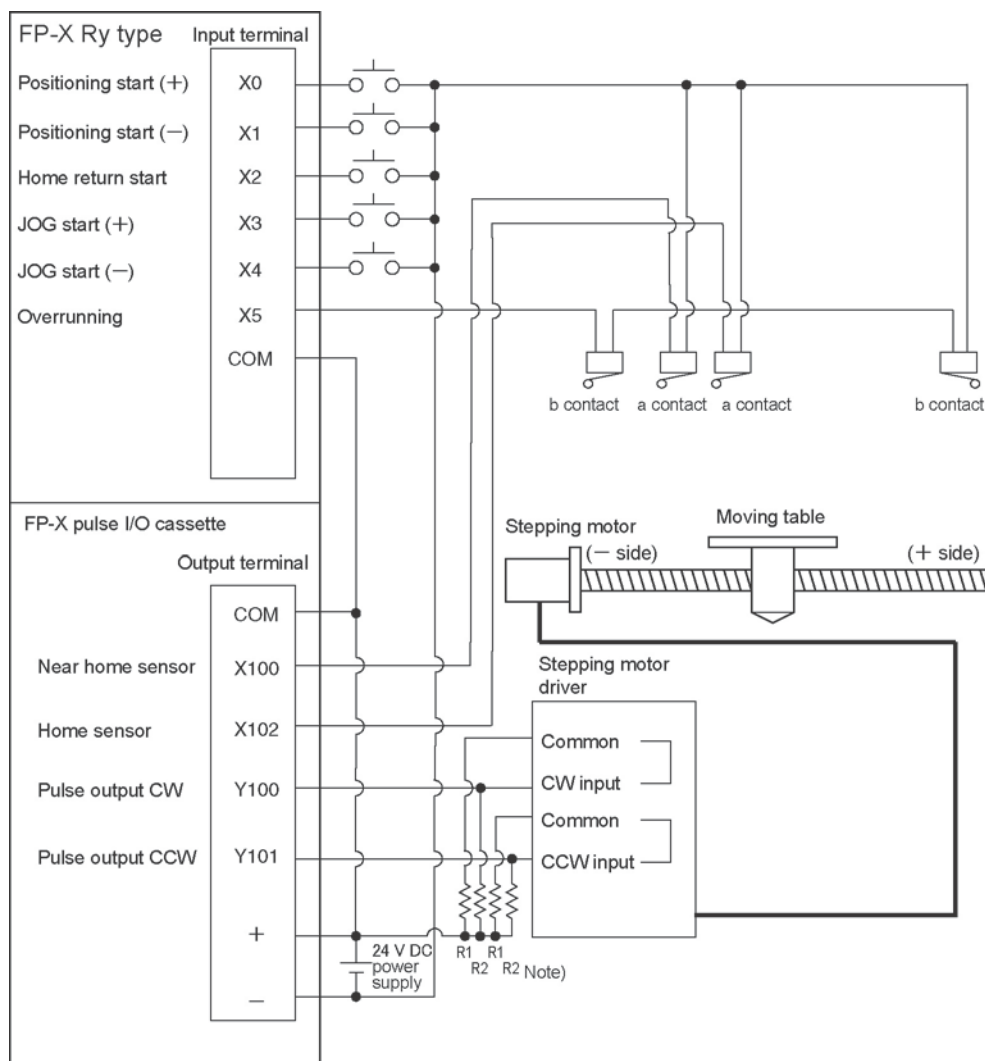 FP-X Ry type Input terminal
Positioning start (+) X0
Positioning start (—) X1
Home return start X2
JOG start (+) X3
JOG start (—) X4
Overrunning X5
COM
b contact a contact a contact b contact
FP-X pulse I/O cassette
Output terminal
Stepping motor Moving table
(— side) (+ side)
COM
Near home sensor X100
Home sensor X102
Pulse output CW Y100
Pulse output CCW Y101
+
—
24 V DC
power
supply
Stepping motor
driver
Common
CW input
Common
CCW input
R1 R1
R2 R2 Note)